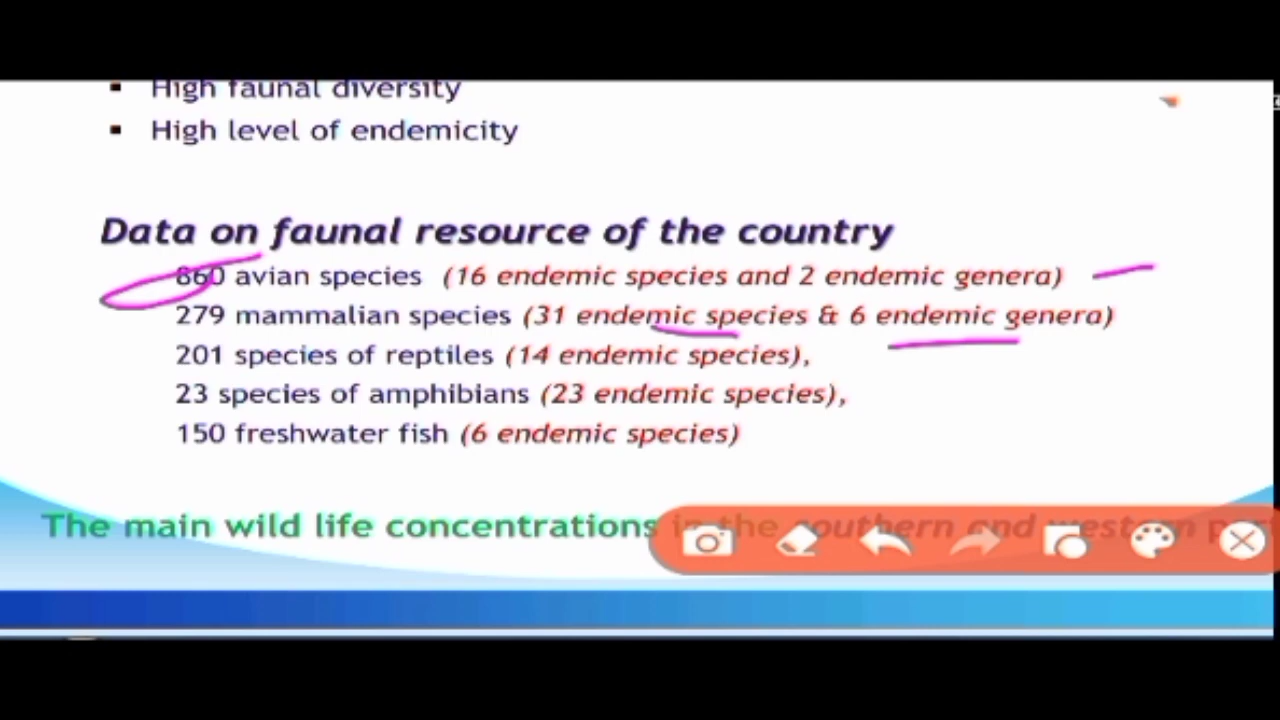 High faunal diversity
High level of endemicity
Data on faunal resource of the country
860 avian species (16 endemic species and 2 endemic genera)
279 mammalian species (31 endemic species & 6 endemic genera)
201 species of reptiles (14 endemic species),
23 species of amphibians (23 endemic species),
150 freshwater fish (6 endemic species)
The main wild life concentrations in the southern and western